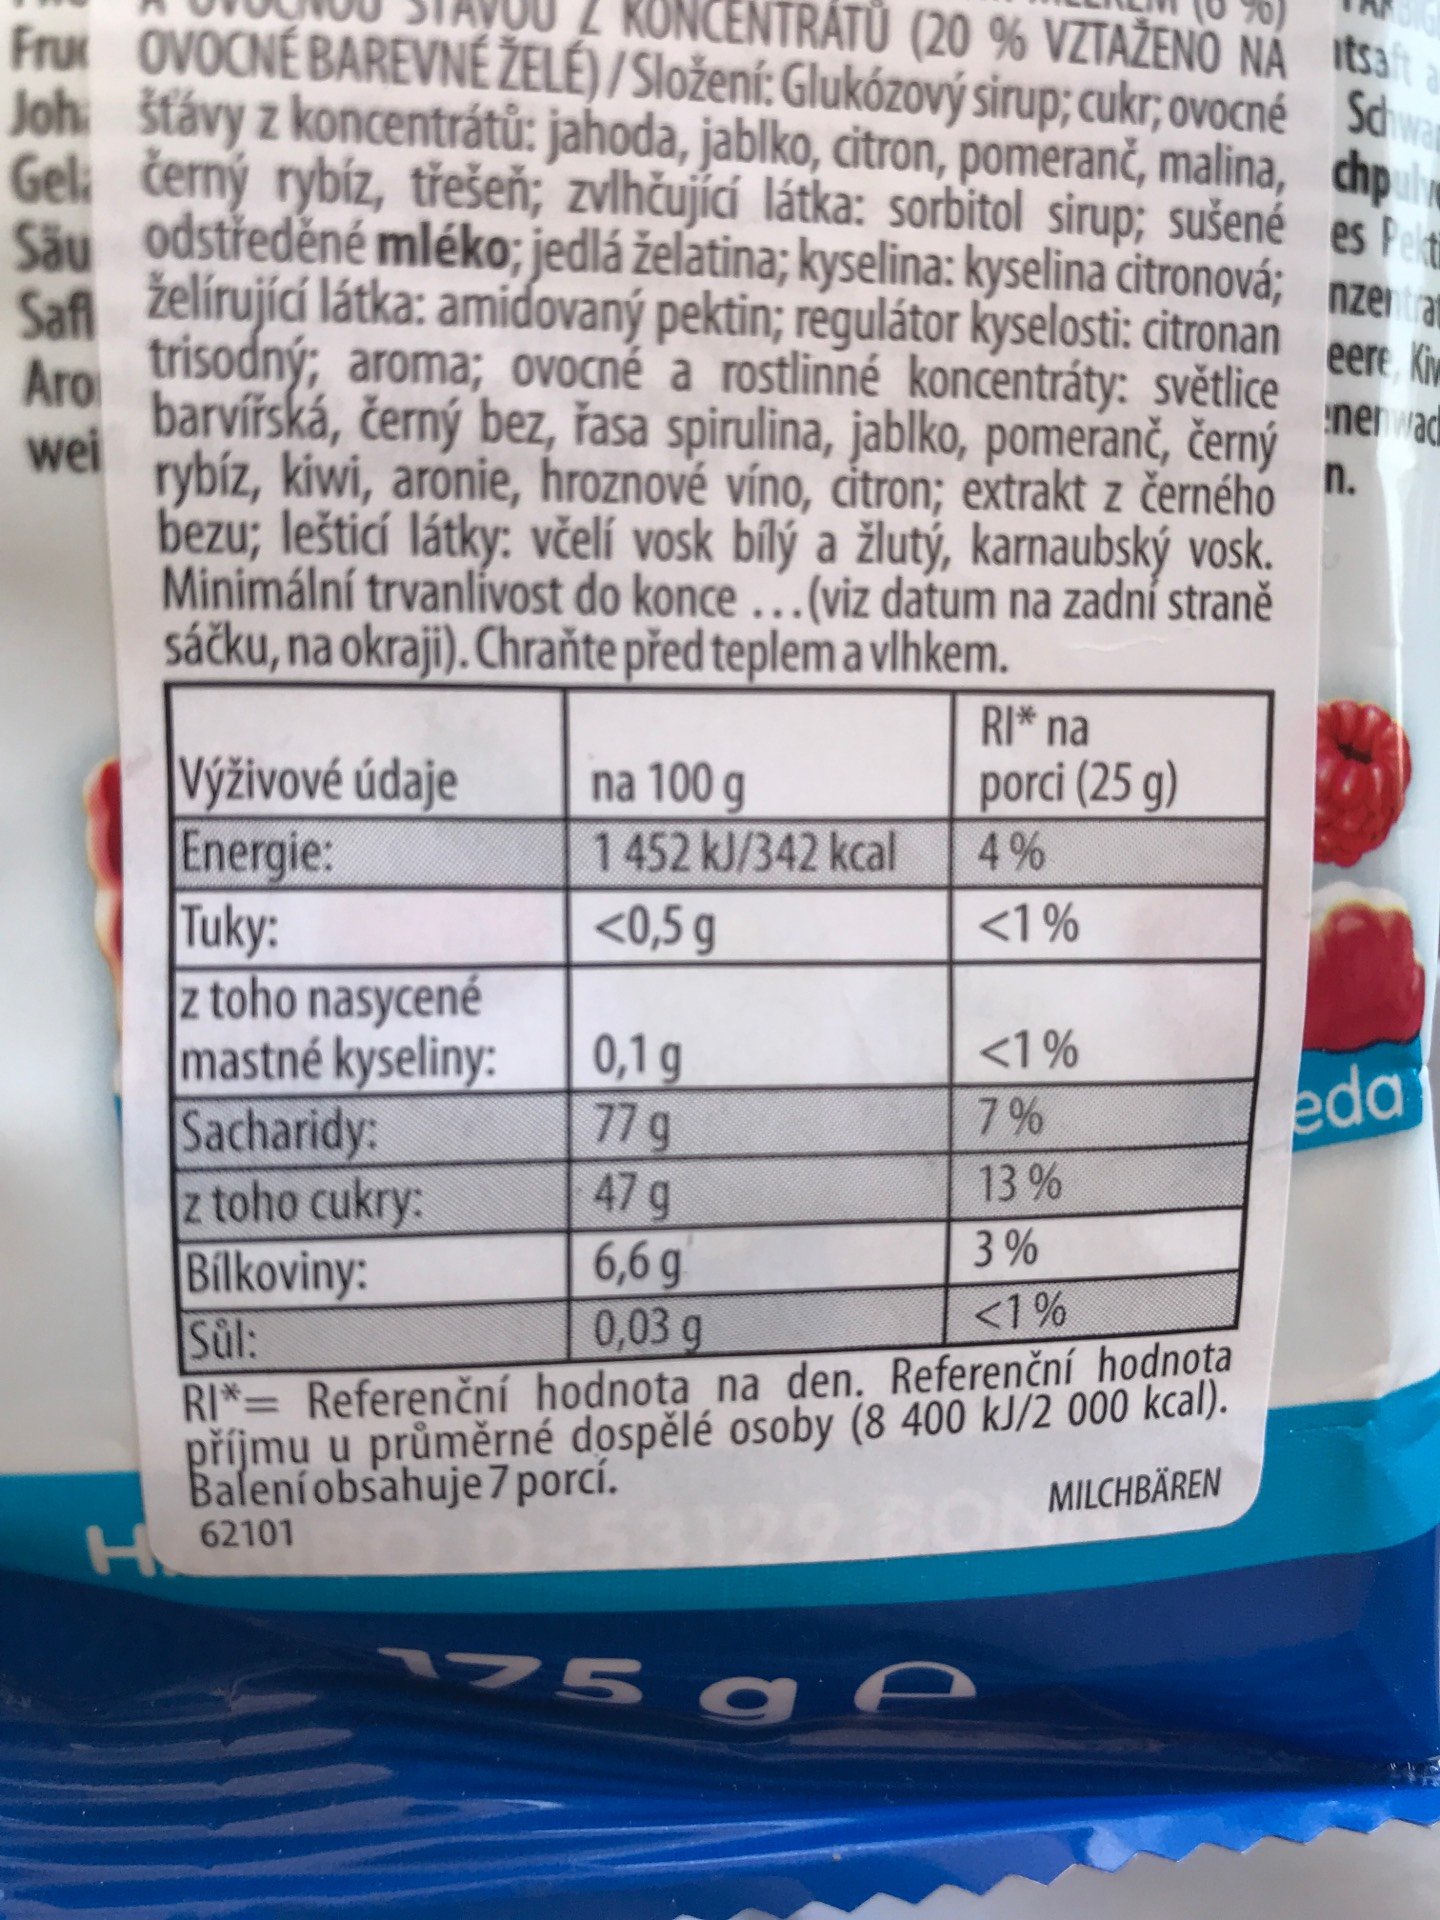 OVOCNOU ŠŤÁVOU Z KONCENTRÁTŮ (20 % VZTAŽENO NA
OVOCNÉ BAREVNÉ ŽELÉ) / Složení: Glukózový sirup; cukr; ovocné
šťávy z koncentrátů: jahoda, jablko, citron, pomeranč, malina,
černý rybíz, třešeň; zvlhčující látka: sorbitol sirup; sušené
odstředěné mléko; jedlá želatina; kyselina: kyselina citronová;
želírující látka: amidovaný pektin; regulátor kyselosti: citronan
trisodný; aroma; ovocné a rostlinné koncentráty: světlice
barvířská, černý bez, řasa spirulina, jablko, pomeranč, černý
rybíz, kiwi, aronie, hroznové víno, citron; extrakt z černého
bezu; lešticí látky: včelí vosk bílý a žlutý, karnaubský vosk.
Minimální trvanlivost do konce ...(viz datum na zadní straně
sáčku, na okraji). Chraňte před teplem a vlhkem.
Výživové údaje na 100 g RI* na porci (25 g)
Energie: 1 452 kJ/342 kcal 4 %
Tuky: <0,5 g <1 %
z toho nasycené
mastné kyseliny: 0,1 g <1 %
Sacharidy: 77 g 7 %
z toho cukry: 47 g 13 %
Bílkoviny: 6,6 g 3 %
Sůl: 0,03 g <1 %
RI*= Referenční hodnota na den. Referenční hodnota
příjmu u průměrné dospělé osoby (8 400 kJ/2 000 kcal).
Balení obsahuje 7 porcí.
MILCHBÄREN
62101
175 g e